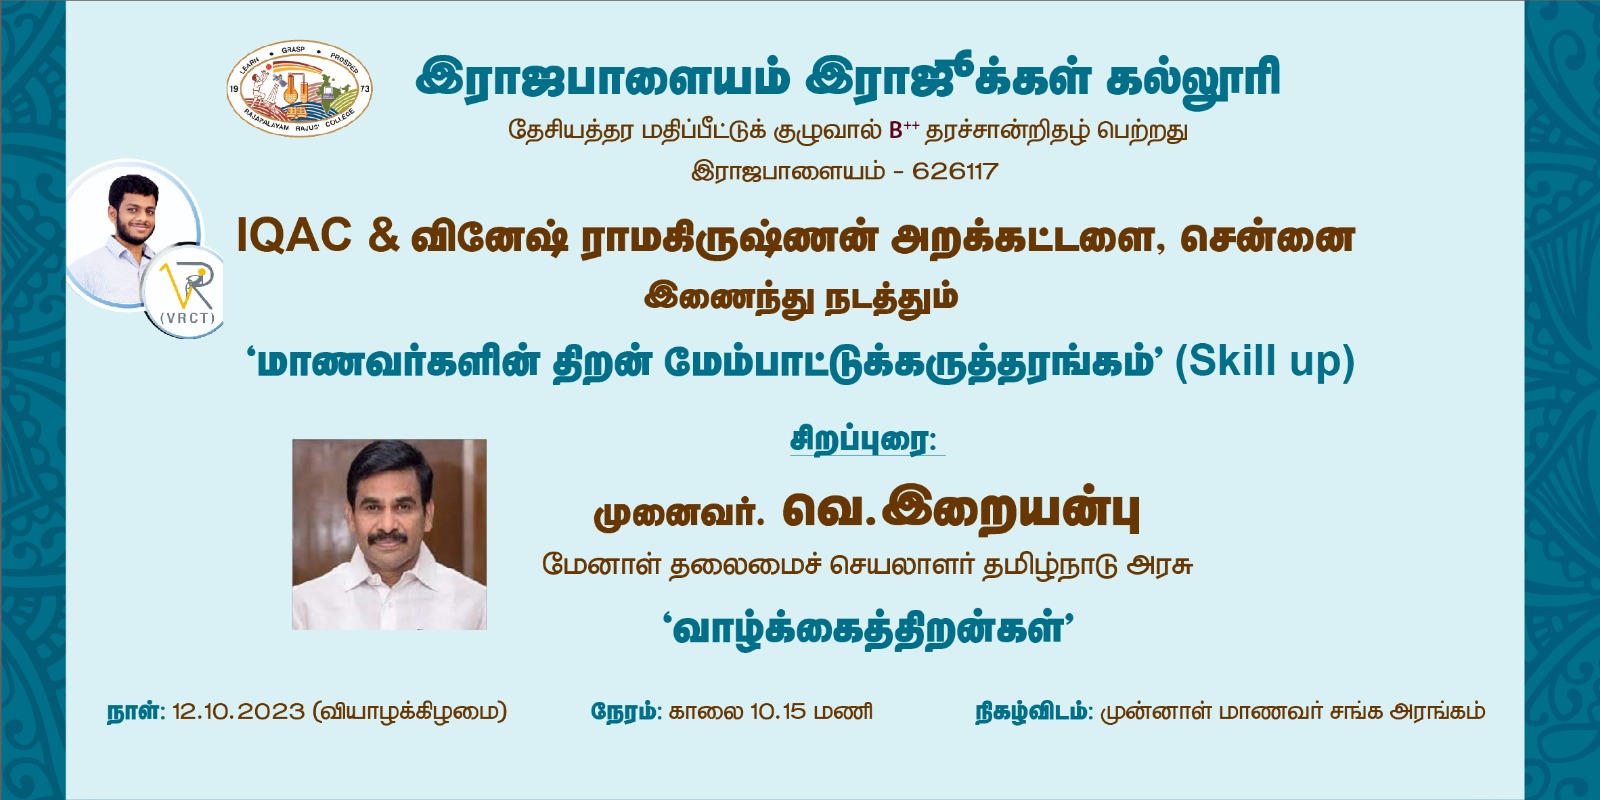 LEARN • GRASP • PROSPER
19 73
RAJAPALAYAM RAJUS' COLLEGE
இராஜபாளையம் இராஜூக்கள் கல்லூரி
தேசியத்தர மதிப்பீட்டுக் குழுவால் B++ தரச்சான்றிதழ் பெற்றது
இராஜபாளையம் - 626117
IQAC & வினேஷ் ராமகிருஷ்ணன் அறக்கட்டளை, சென்னை
இணைந்து நடத்தும்
VR
(VRCT)
‘மாணவர்களின் திறன் மேம்பாட்டுக்கருத்தரங்கம்’ (Skill up)
சிறப்புரை:
முனைவர். வெ.இறையன்பு
மேனாள் தலைமைச் செயலாளர் தமிழ்நாடு அரசு
‘வாழ்க்கைத்திறன்கள்’
நாள்: 12.10.2023 (வியாழக்கிழமை) நேரம்: காலை 10.15 மணி நிகழ்விடம்: முன்னாள் மாணவர் சங்க அரங்கம்